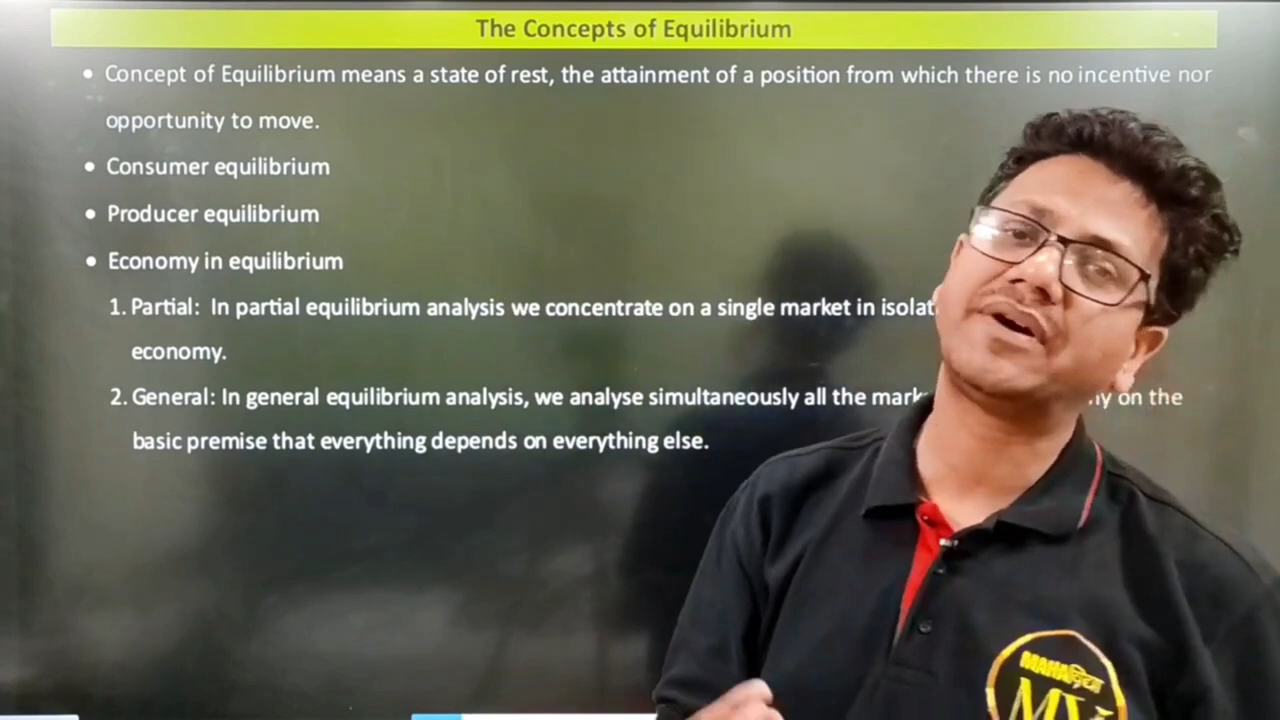 The Concepts of Equilibrium
• Concept of Equilibrium means a state of rest, the attainment of a position from which there is no incentive nor
opportunity to move.
• Consumer equilibrium
• Producer equilibrium
• Economy in equilibrium
1. Partial: In partial equilibrium analysis we concentrate on a single market in
economy.
2. General: In general equilibrium analysis, we analyse simultaneously all the on the
basic premise that everything depends on everything else.
MAHAविद्या
MV